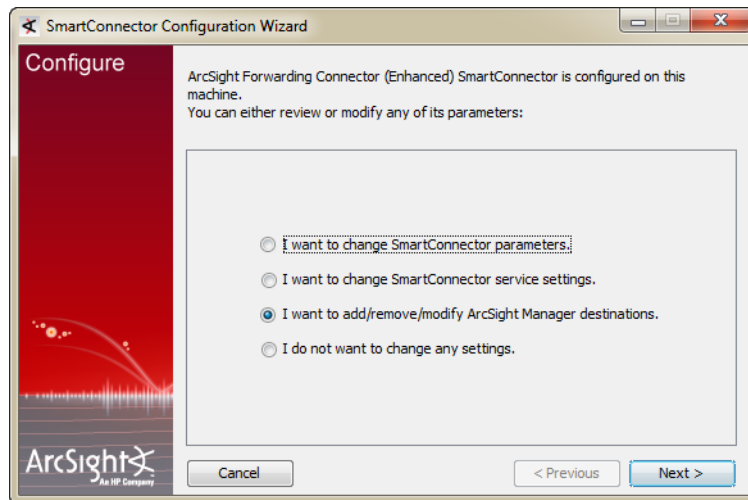 SmartConnector Configuration Wizard
Configure
ArcSight Forwarding Connector (Enhanced) SmartConnector is configured on this
machine.
You can either review or modify any of its parameters:
I want to change SmartConnector parameters.
I want to change SmartConnector service settings.
I want to add/remove/modify ArcSight Manager destinations.
I do not want to change any settings.
ArcSight
An HP Company
Cancel
< Previous
Next >